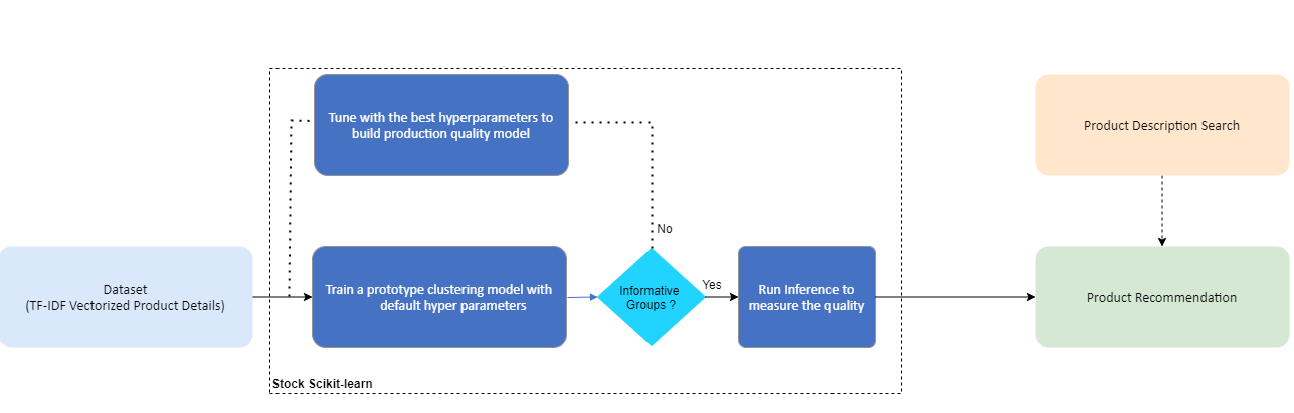 Tune with the best hyperparameters to
build production quality model
Product Description Search
No
Dataset
(TF-IDF Vectorized Product Details)
Train a prototype clustering model with
default hyper parameters
Informative
Groups ?
Yes
Run Inference to
measure the quality
Product Recommendation
Stock Scikit-learn